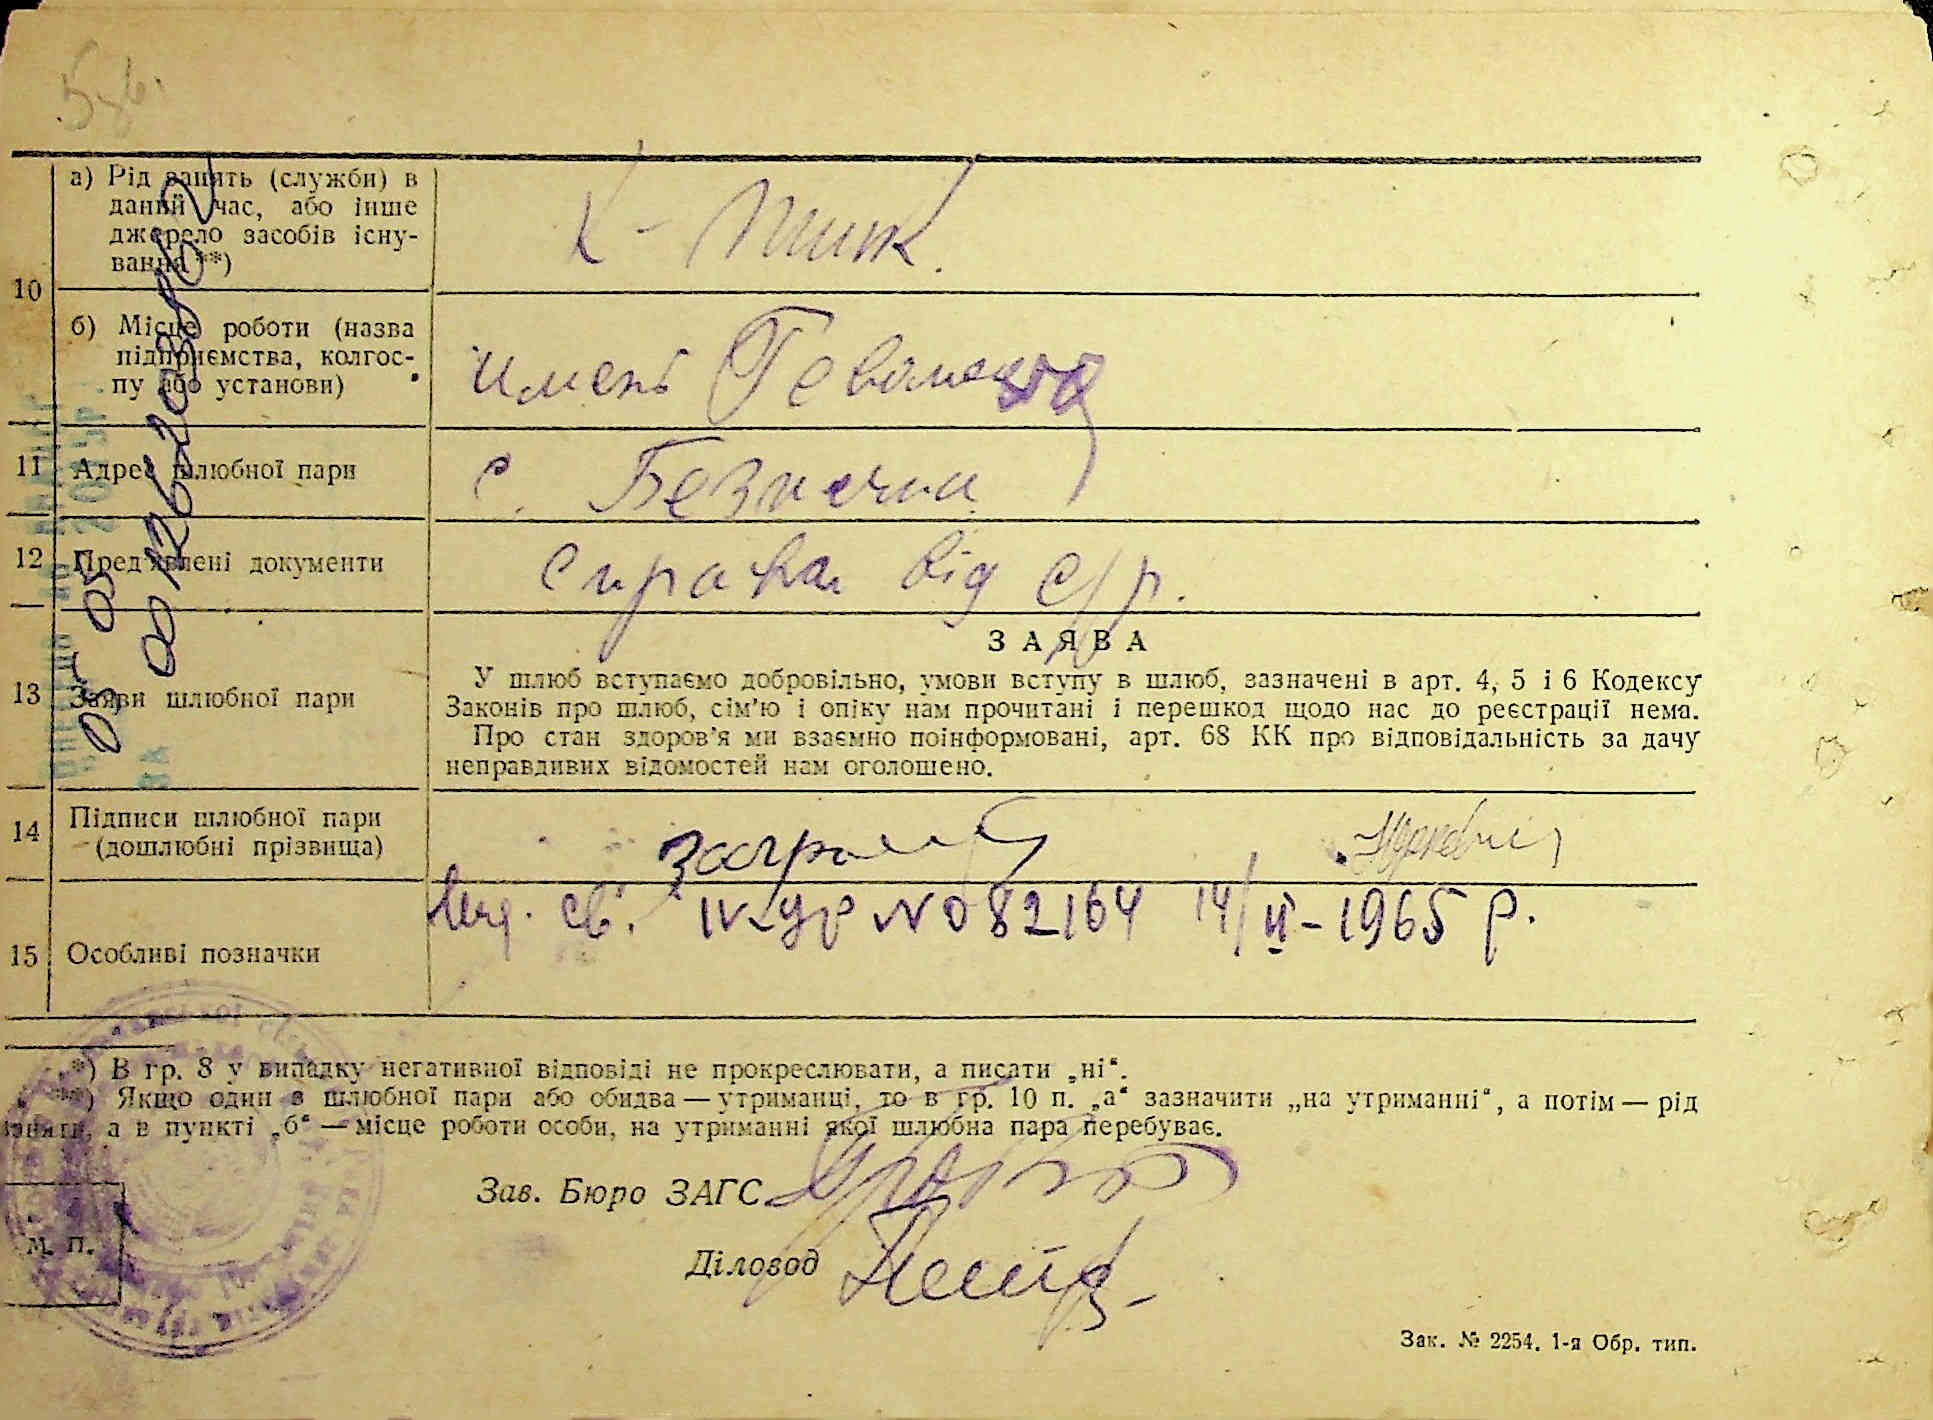 а) Рід занять (служби) в
даний час, або інше
джерело засобів існу-
вання **)
К-
10
б) Місце роботи (назва
підприємства, колгос-
пу або установи)
имені
11 Адрес шлюбної пари
с. Безпечна
12 Пред'явлені документи
Справка від с/р.
ЗАЯВА
13 Заяви шлюбної пари
У шлюб вступаємо добровільно, умови вступу в шлюб, зазначені в арт. 4, 5 і 6 Кодексу
Законів про шлюб, сім'ю і опіку нам прочитані і перешкод щодо нас до реєстрації нема.
Про стан здоров'я ми взаємно поінформовані, арт. 68 КК про відповідальність за дачу
неправдивих відомостей нам оголошено.
14 Підписи шлюбної пари
(дошлюбні прізвища)
св. № 082164 14/II-1965 р.
15 Особливі позначки
*) В гр. 8 у випадку негативної відповіді не прокреслювати, а писати „ні“.
**) Якщо один з шлюбної пари або обидва — утриманці, то в гр. 10 п. „а“ зазначити „на утриманні“, а потім — рід
занять, а в пункті „б“ — місце роботи особи, на утриманні якої шлюбна пара перебуває.
Зав. Бюро ЗАГС
М. П.
Діловод
Зак. № 2254. 1-я Обр. тип.